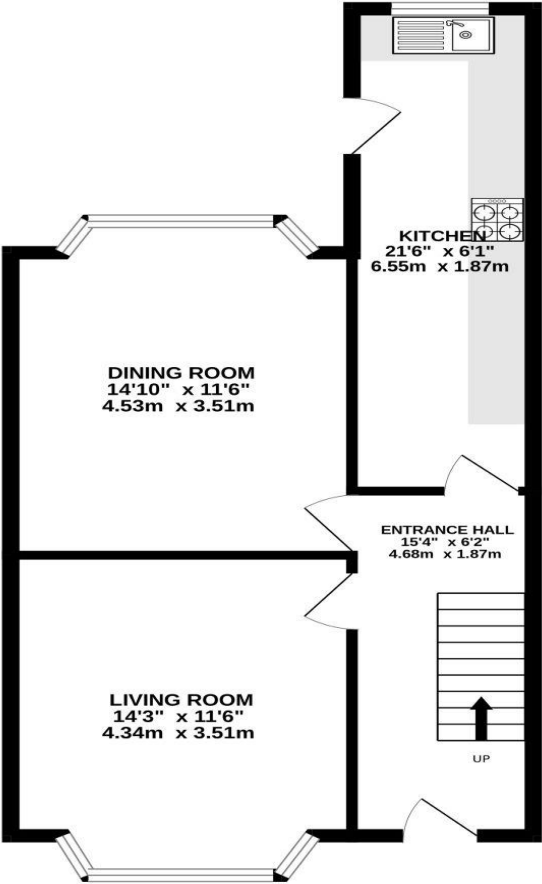 KITCHEN
21'6" x 6'1"
6.55m x 1.87m
DINING ROOM
14'10" x 11'6"
4.53m x 3.51m
ENTRANCE HALL
15'4" x 6'2"
4.68m x 1.87m
LIVING ROOM
14'3" x 11'6"
4.34m x 3.51m
UP